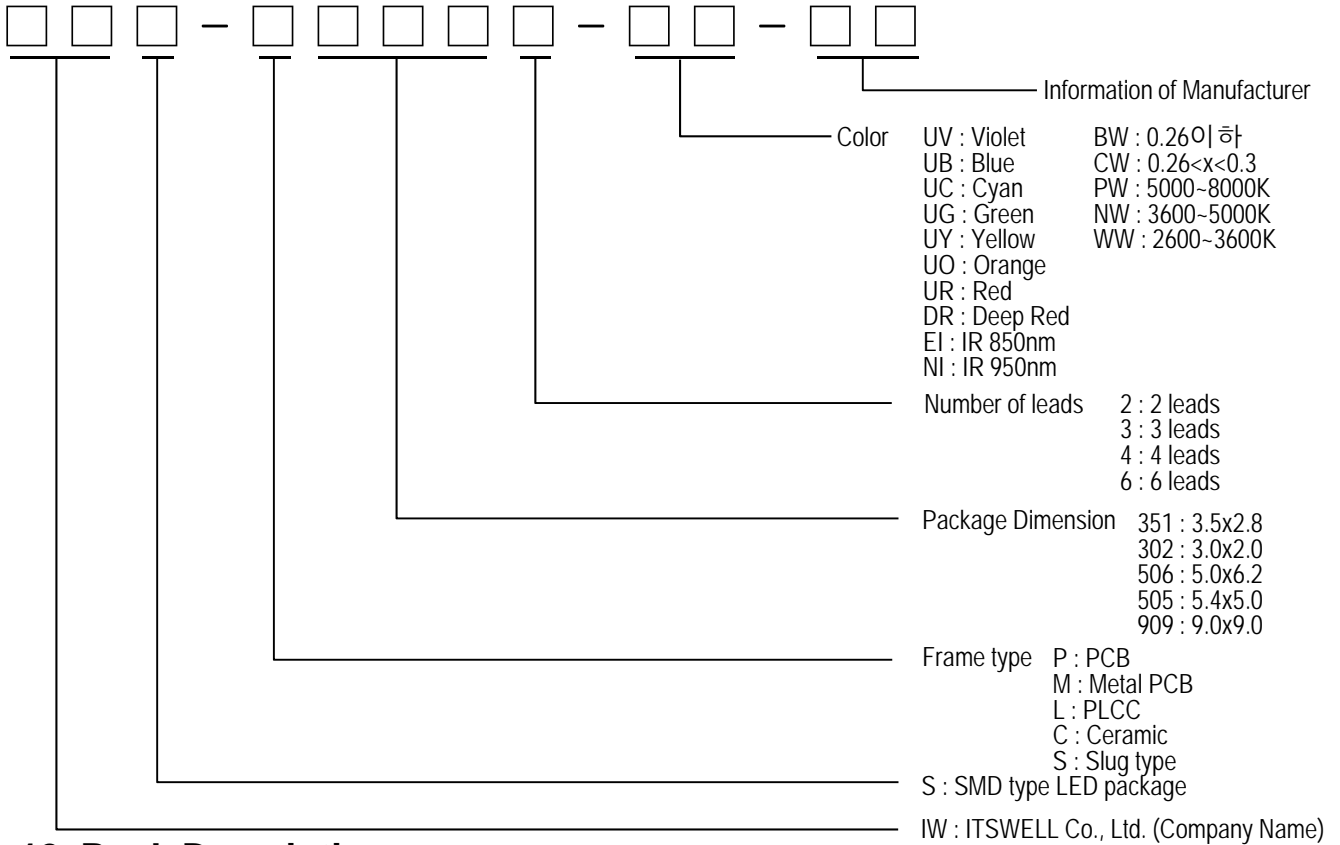 Information of Manufacturer
Color UV : Violet BW : 0.26이하
UB : Blue CW : 0.26<x<0.3
UC : Cyan PW : 5000~8000K
UG : Green NW : 3600~5000K
UY : Yellow WW : 2600~3600K
UO : Orange
UR : Red
DR : Deep Red
EI : IR 850nm
NI : IR 950nm
Number of leads 2 : 2 leads
3 : 3 leads
4 : 4 leads
6 : 6 leads
Package Dimension 351 : 3.5x2.8
302 : 3.0x2.0
506 : 5.0x6.2
505 : 5.4x5.0
909 : 9.0x9.0
Frame type P : PCB
M : Metal PCB
L : PLCC
C : Ceramic
S : Slug type
S : SMD type LED package
IW : ITSWELL Co., Ltd. (Company Name)